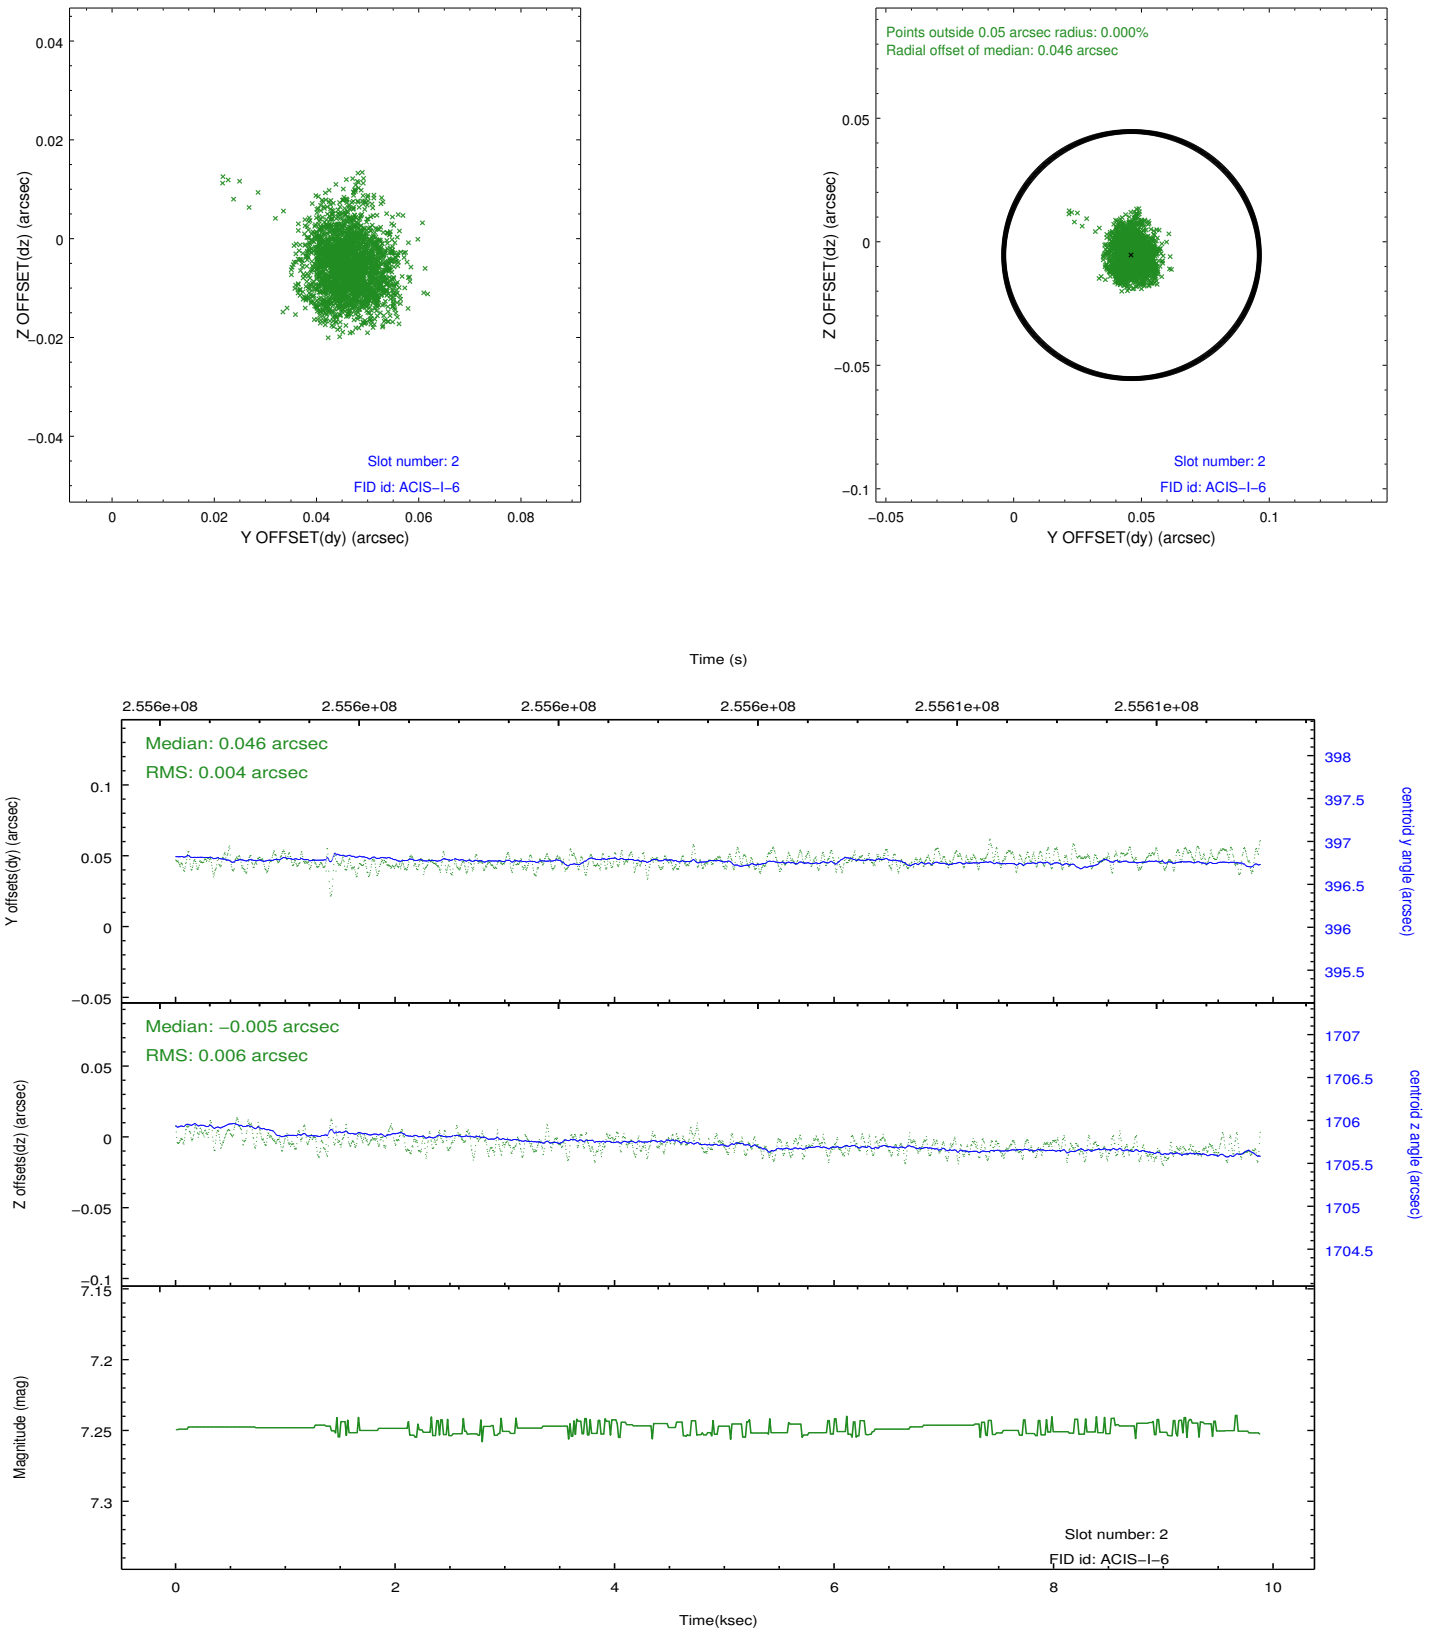 0.04
0.02
0
−0.02
−0.04
Z OFFSET(dz) (arcsec)
Slot number: 2
FID id: ACIS−I−6
0 0.02 0.04 0.06 0.08
Y OFFSET(dy) (arcsec)
Points outside 0.05 arcsec radius: 0.000%
Radial offset of median: 0.046 arcsec
0.05
0
−0.05
−0.1
Z OFFSET(dz) (arcsec)
Slot number: 2
FID id: ACIS−I−6
−0.05 0 0.05 0.1
Y OFFSET(dy) (arcsec)
Time (s)
2.556e+08 2.556e+08 2.556e+08 2.556e+08 2.5561e+08 2.5561e+08
Median: 0.046 arcsec
RMS: 0.004 arcsec
0.1
0.05
0
−0.05
Y offsets(dy) (arcsec)
398
397.5
397
396.5
396
395.5
centroid y angle (arcsec)
Median: −0.005 arcsec
RMS: 0.006 arcsec
0.05
0
−0.05
−0.1
Z offsets(dz) (arcsec)
1707
1706.5
1706
1705.5
1705
1704.5
centroid z angle (arcsec)
7.15
7.2
7.25
7.3
Magnitude (mag)
Slot number: 2
FID id: ACIS−I−6
0 2 4 6 8 10
Time(ksec)